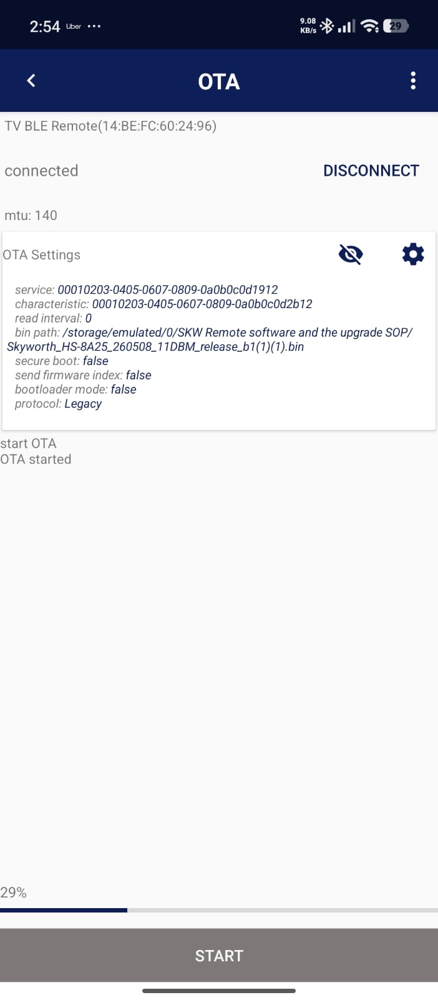 2:54 Uber ••• 9.08 KB/s 29
OTA
TV BLE Remote(14:BE:FC:60:24:96)
connected DISCONNECT
mtu: 140
OTA Settings
service: 00010203-0405-0607-0809-0a0b0c0d1912
characteristic: 00010203-0405-0607-0809-0a0b0c0d2b12
read interval: 0
bin path: /storage/emulated/0/SKW Remote software and the upgrade SOP/
Skyworth_HS-8A25_260508_11DBM_release_b1(1)(1).bin
secure boot: false
send firmware index: false
bootloader mode: false
protocol: Legacy
start OTA
OTA started
29%
START